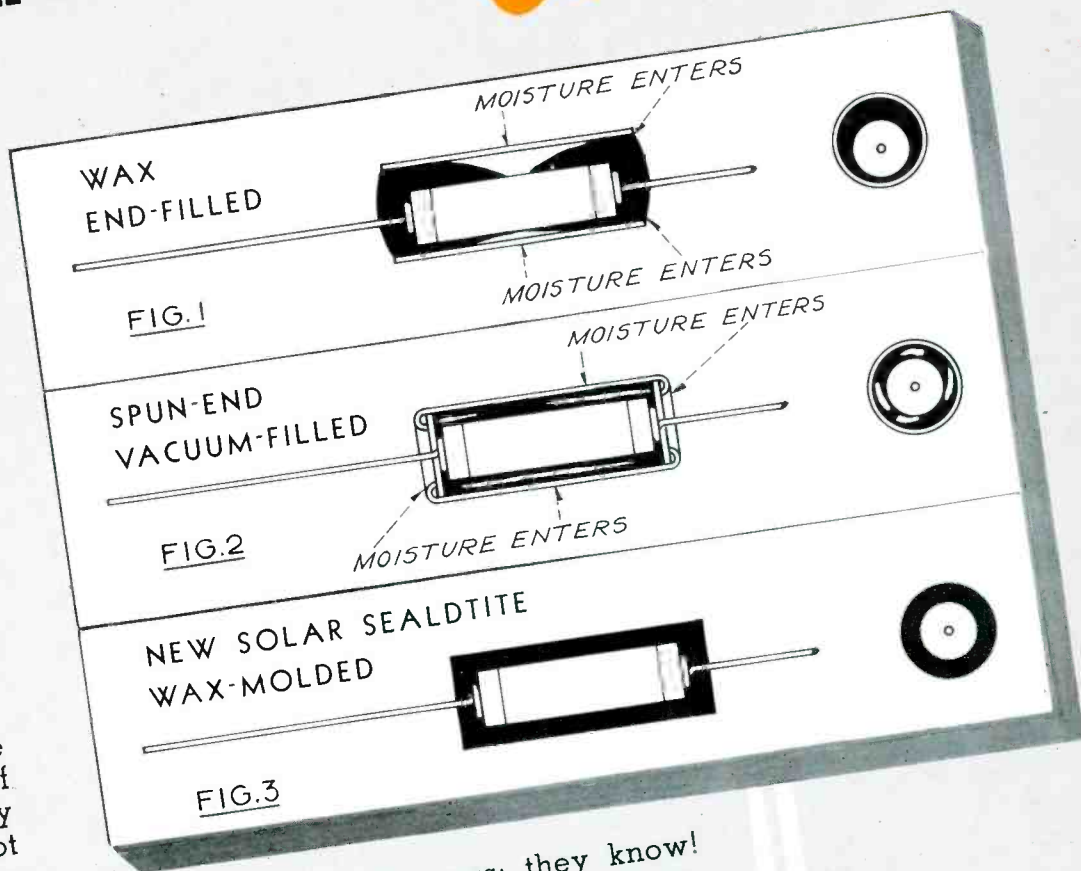 MOISTURE ENTERS
WAX
END-FILLED
MOISTURE ENTERS
FIG.1
MOISTURE ENTERS
SPUN-END
VACUUM-FILLED
MOISTURE ENTERS
FIG.2
NEW SOLAR SEALDTITE
WAX-MOLDED
FIG.3
they know!